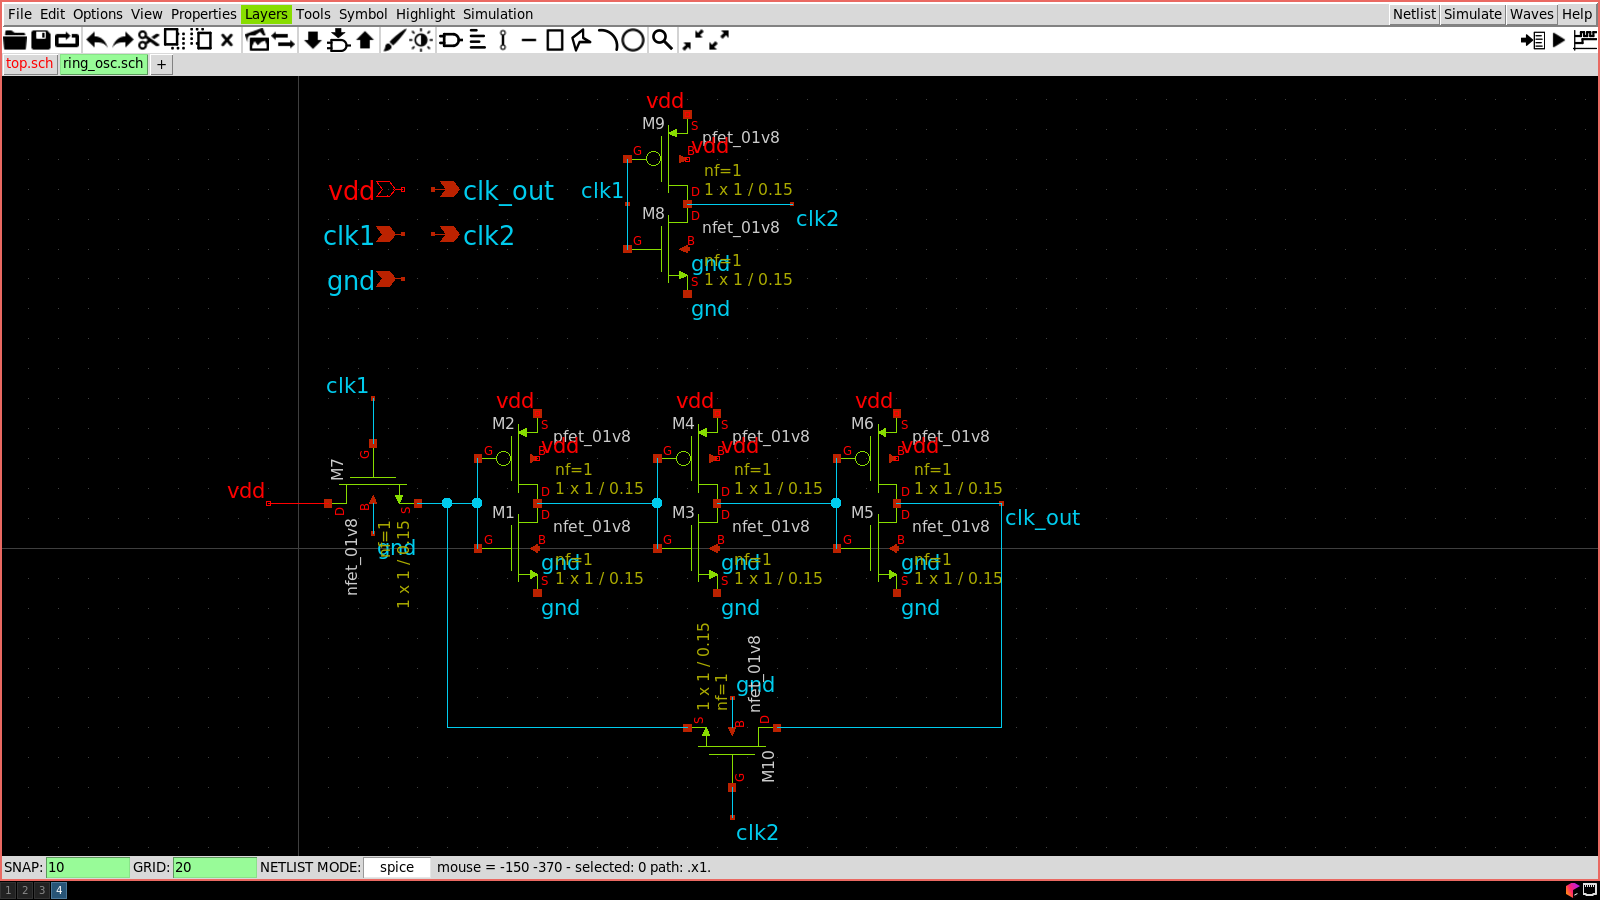 File Edit Options View Properties Layers Tools Symbol Highlight Simulation Netlist Simulate Waves Help
top.sch ring_osc.sch +
vdd
M9 S
pfet_01v8
G B vdd
nf=1
vdd clk_out clk1 D 1 x 1 / 0.15
M8 D clk2
nfet_01v8
clk1 clk2 G B
gnd nf=1
gnd S 1 x 1 / 0.15
gnd
clk1
vdd vdd vdd
M2 S M4 S M6 S
pfet_01v8 pfet_01v8 pfet_01v8
G B vdd G B vdd G B vdd
M7 G
nf=1 nf=1 nf=1
vdd D 1 x 1 / 0.15 D 1 x 1 / 0.15 D 1 x 1 / 0.15
D B S
M1 D M3 D M5 D clk_out
nfet_01v8 nfet_01v8 nfet_01v8
G B G B G B
gnd nf=1 gnd nf=1 gnd nf=1 gnd
nfet_01v8 nf=1 1 x 1 / 0.15
S 1 x 1 / 0.15 S 1 x 1 / 0.15 S 1 x 1 / 0.15
gnd gnd gnd
1 x 1 / 0.15 nf=1 nfet_01v8
gnd
S B D
M10
G
clk2
SNAP: 10 GRID: 20 NETLIST MODE: spice mouse = -150 -370 - selected: 0 path: .x1.
1 2 3 4